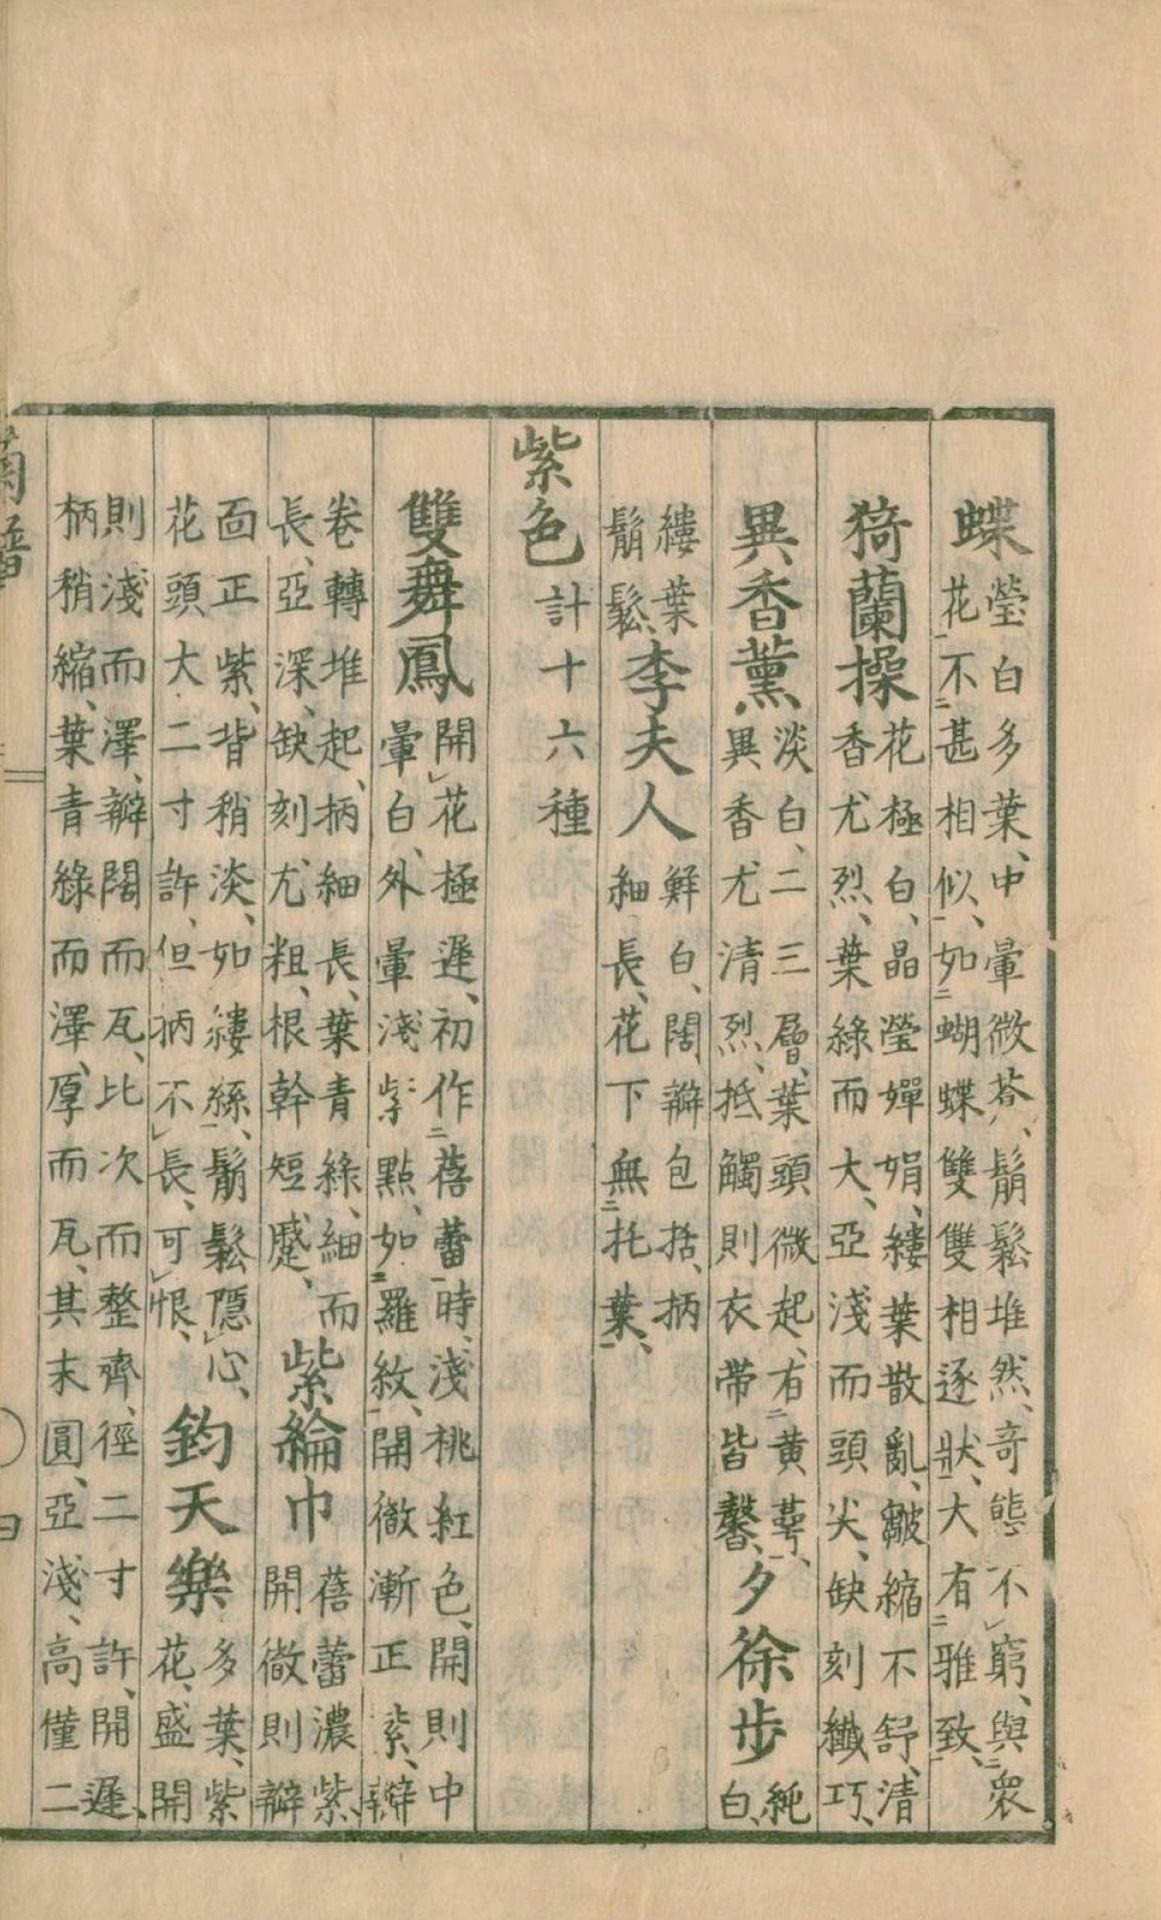 蝶
瑩白多葉、中暈微莟、鬅鬆堆然、奇態不窮、與衆
花不甚相似、如蝴蝶雙雙相逐狀、大有雅致、
猗蘭操
花極白、晶瑩嬋娟、縷葉散亂、皺縮不舒、清
香尤烈、葉綠而大、亞淺而頭尖、缺刻纖巧、
異香薰
淡白、二三層、葉頭微起、有黄蕚、
異香尤清烈、抵觸則衣帶皆馨、
夕徐步
純
白、
縷葉
鬅鬆、
李夫人
鮮白、闊瓣包括、柄
細長、花下無托葉、
紫色計十六種
雙舞鳳
開花極遲、初作蓓蕾時、淺桃紅色、開則中
暈白、外暈淺紫點、如羅紋、開徹漸正紫、瓣
卷轉堆起、柄細長、葉青綠、細而
長、亞深、缺刻尤粗、根幹短蹙、
紫綸巾
蓓蕾濃紫、
開徹則瓣
面正紫、背稍淡、如縷絲、鬅鬆隱心、
花頭大二寸許、但柄不長、可恨、
鈞天樂
多葉、紫
花、盛開
則淺而澤、瓣闊而瓦、比次而整齊、徑二寸許、開遲、
柄稍縮、葉青綠而澤、厚而瓦、其末圓、亞淺、高僅二
菊譜